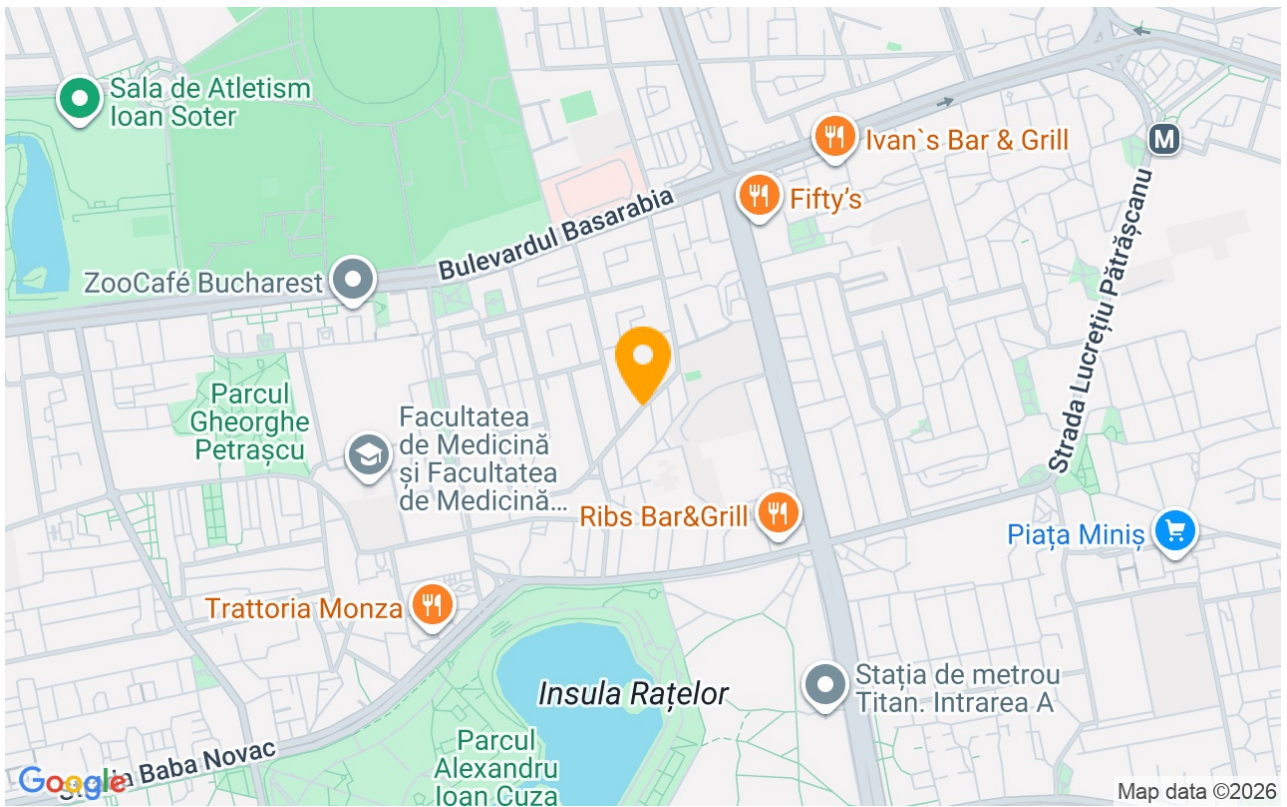 Sala de Atletism
Ioan Soter
Ivan`s Bar & Grill
M
Fifty's
Bulevardul Basarabia
Strada Lucrețiu Pătrășcanu
ZooCafé Bucharest
Parcul
Gheorghe
Petrașcu
Facultatea
de Medicină
și Facultatea
de Medicină...
Ribs Bar&Grill
Piața Miniș
Trattoria Monza
Insula Rațelor
Stația de metrou
Titan. Intrarea A
Baba Novac
Parcul
Alexandru
Ioan Cuza
Google
Map data ©2026